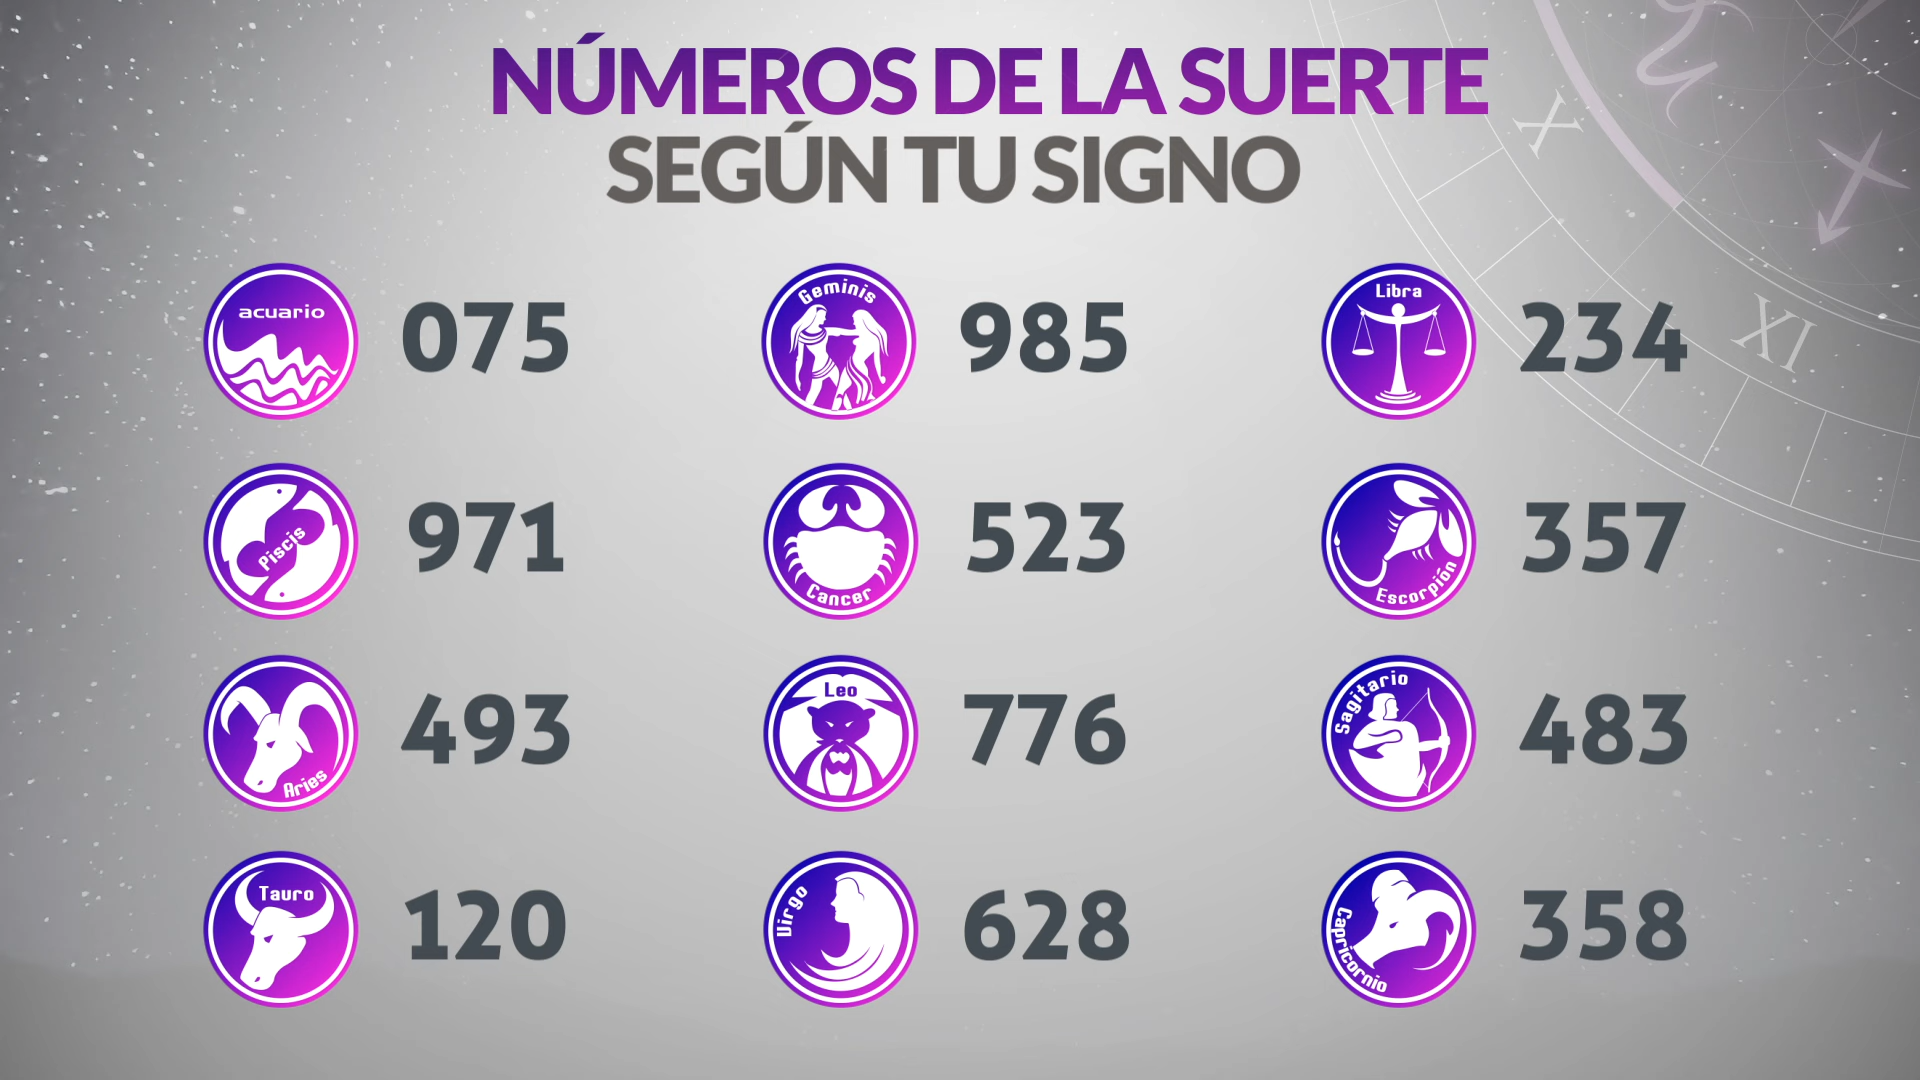 NÚMEROS DE LA SUERTE
SEGÚN TU SIGNO
acuario 075
Geminis 985
Libra 234
Piscis 971
Cancer 523
Escorpión 357
Aries 493
Leo 776
Sagitario 483
Tauro 120
Virgo 628
Capricornio 358
X
XI